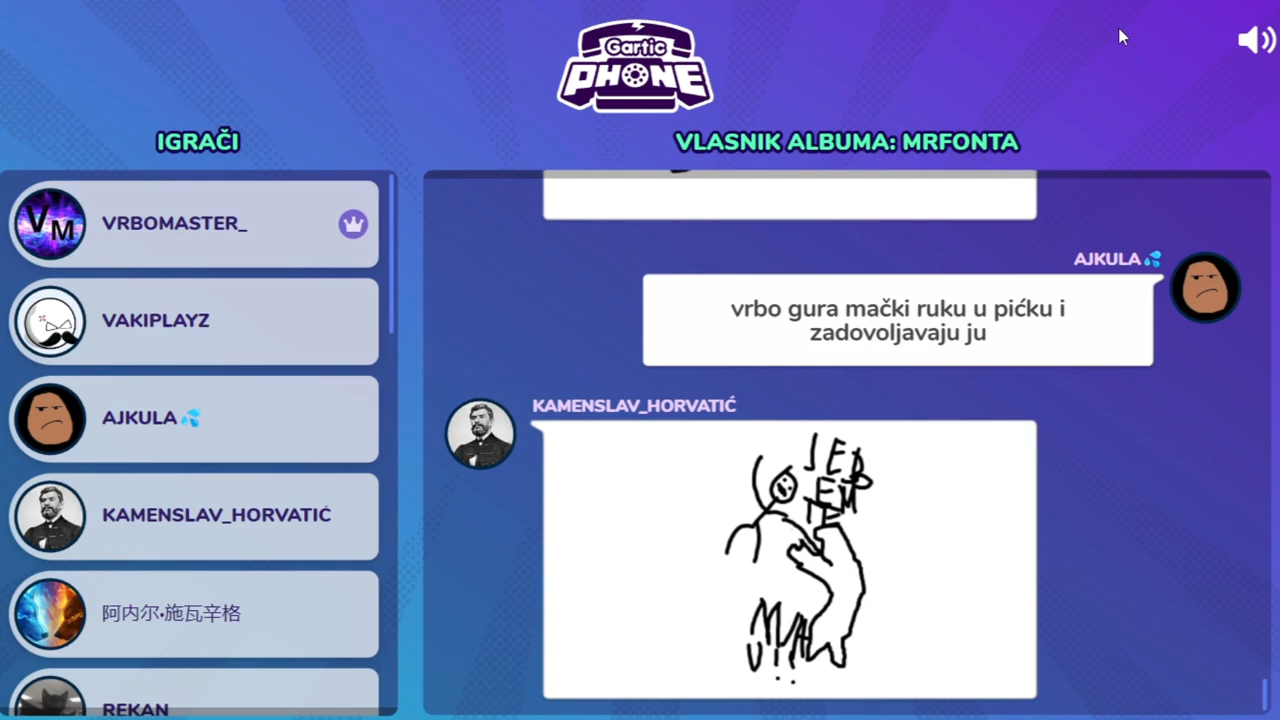 Gartic
PHONE
IGRAČI
VLASNIK ALBUMA: MRFONTA
VM
VRBOMASTER_
VAKIPLAYZ
AJKULA💦
KAMENSLAV_HORVATIĆ
阿内尔•施瓦辛格
REKAN
AJKULA💦
vrbo gura mački ruku u pićku i
zadovoljavaju ju
KAMENSLAV_HORVATIĆ
JEB
EM
TE